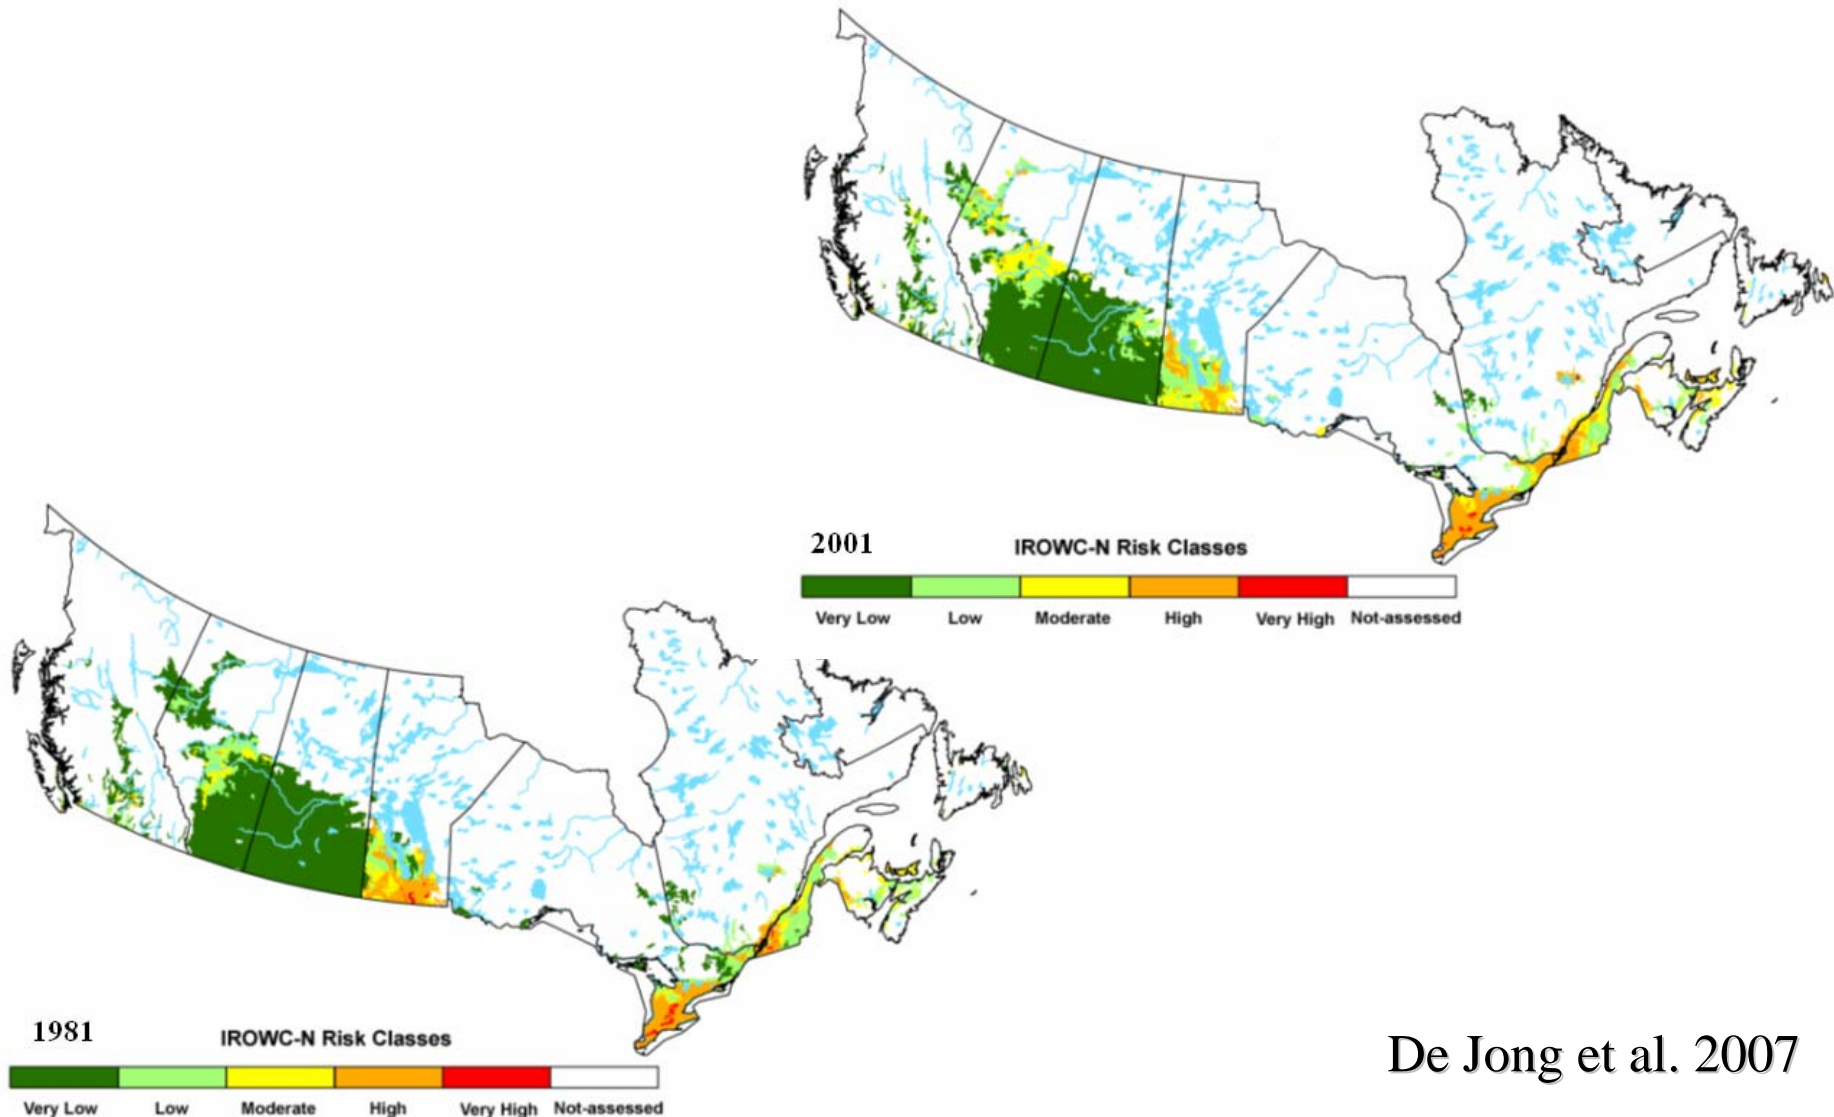 2001
IROWC-N Risk Classes
Very Low Low Moderate High Very High Not-assessed
1981
IROWC-N Risk Classes
Very Low Low Moderate High Very High Not-assessed
De Jong et al. 2007